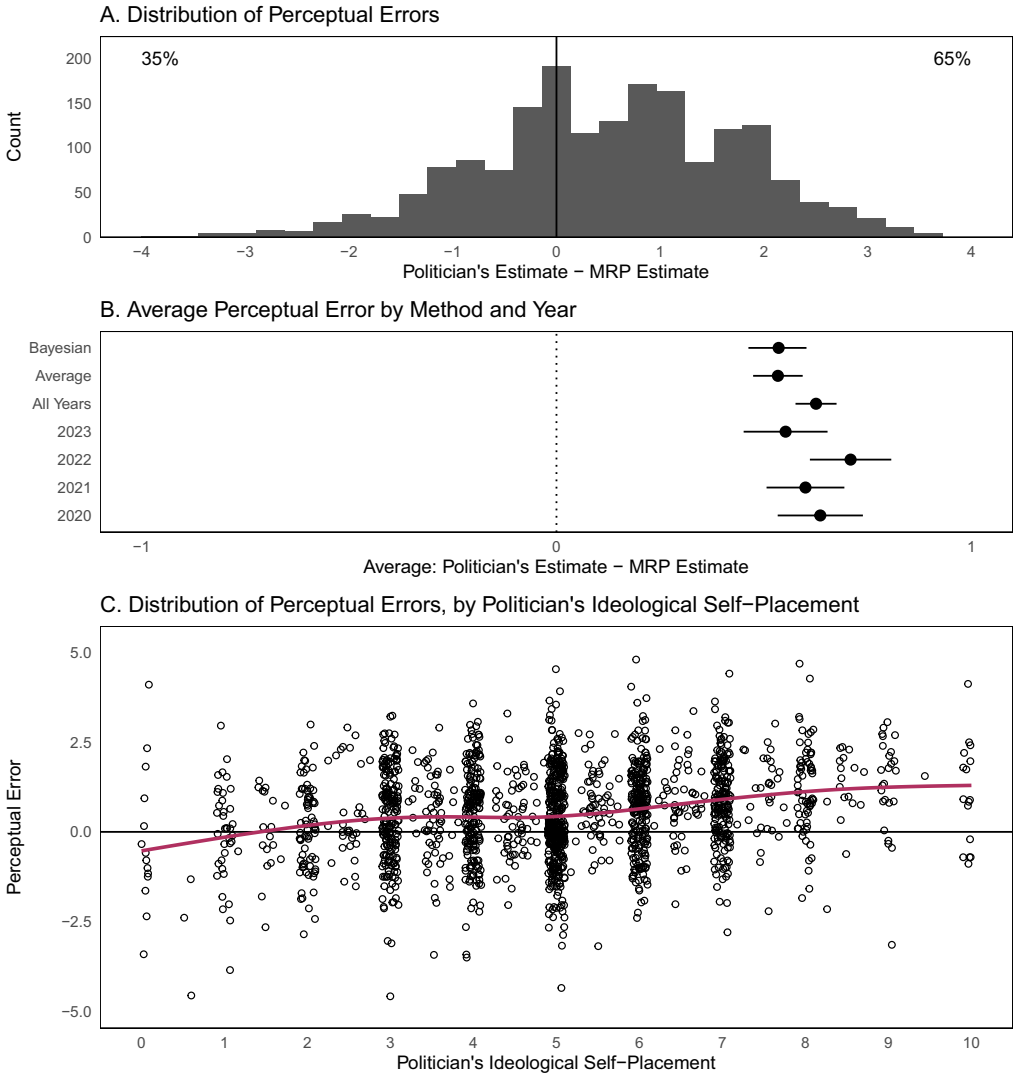 A. Distribution of Perceptual Errors
35%
65%
200
150
100
50
0
Count
−4 −3 −2 −1 0 1 2 3 4
Politician's Estimate − MRP Estimate
B. Average Perceptual Error by Method and Year
Bayesian
Average
All Years
2023
2022
2021
2020
−1 0 1
Average: Politician's Estimate − MRP Estimate
C. Distribution of Perceptual Errors, by Politician's Ideological Self−Placement
5.0
2.5
0.0
−2.5
−5.0
Perceptual Error
0 1 2 3 4 5 6 7 8 9 10
Politician's Ideological Self−Placement